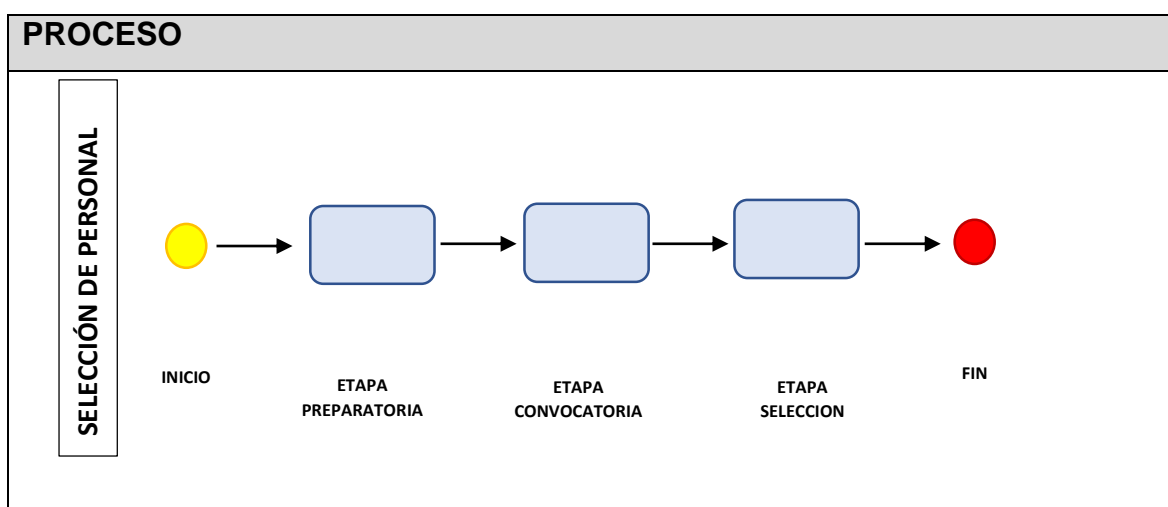 PROCESO
SELECCIÓN DE PERSONAL
INICIO
ETAPA
PREPARATORIA
ETAPA
CONVOCATORIA
ETAPA
SELECCION
FIN